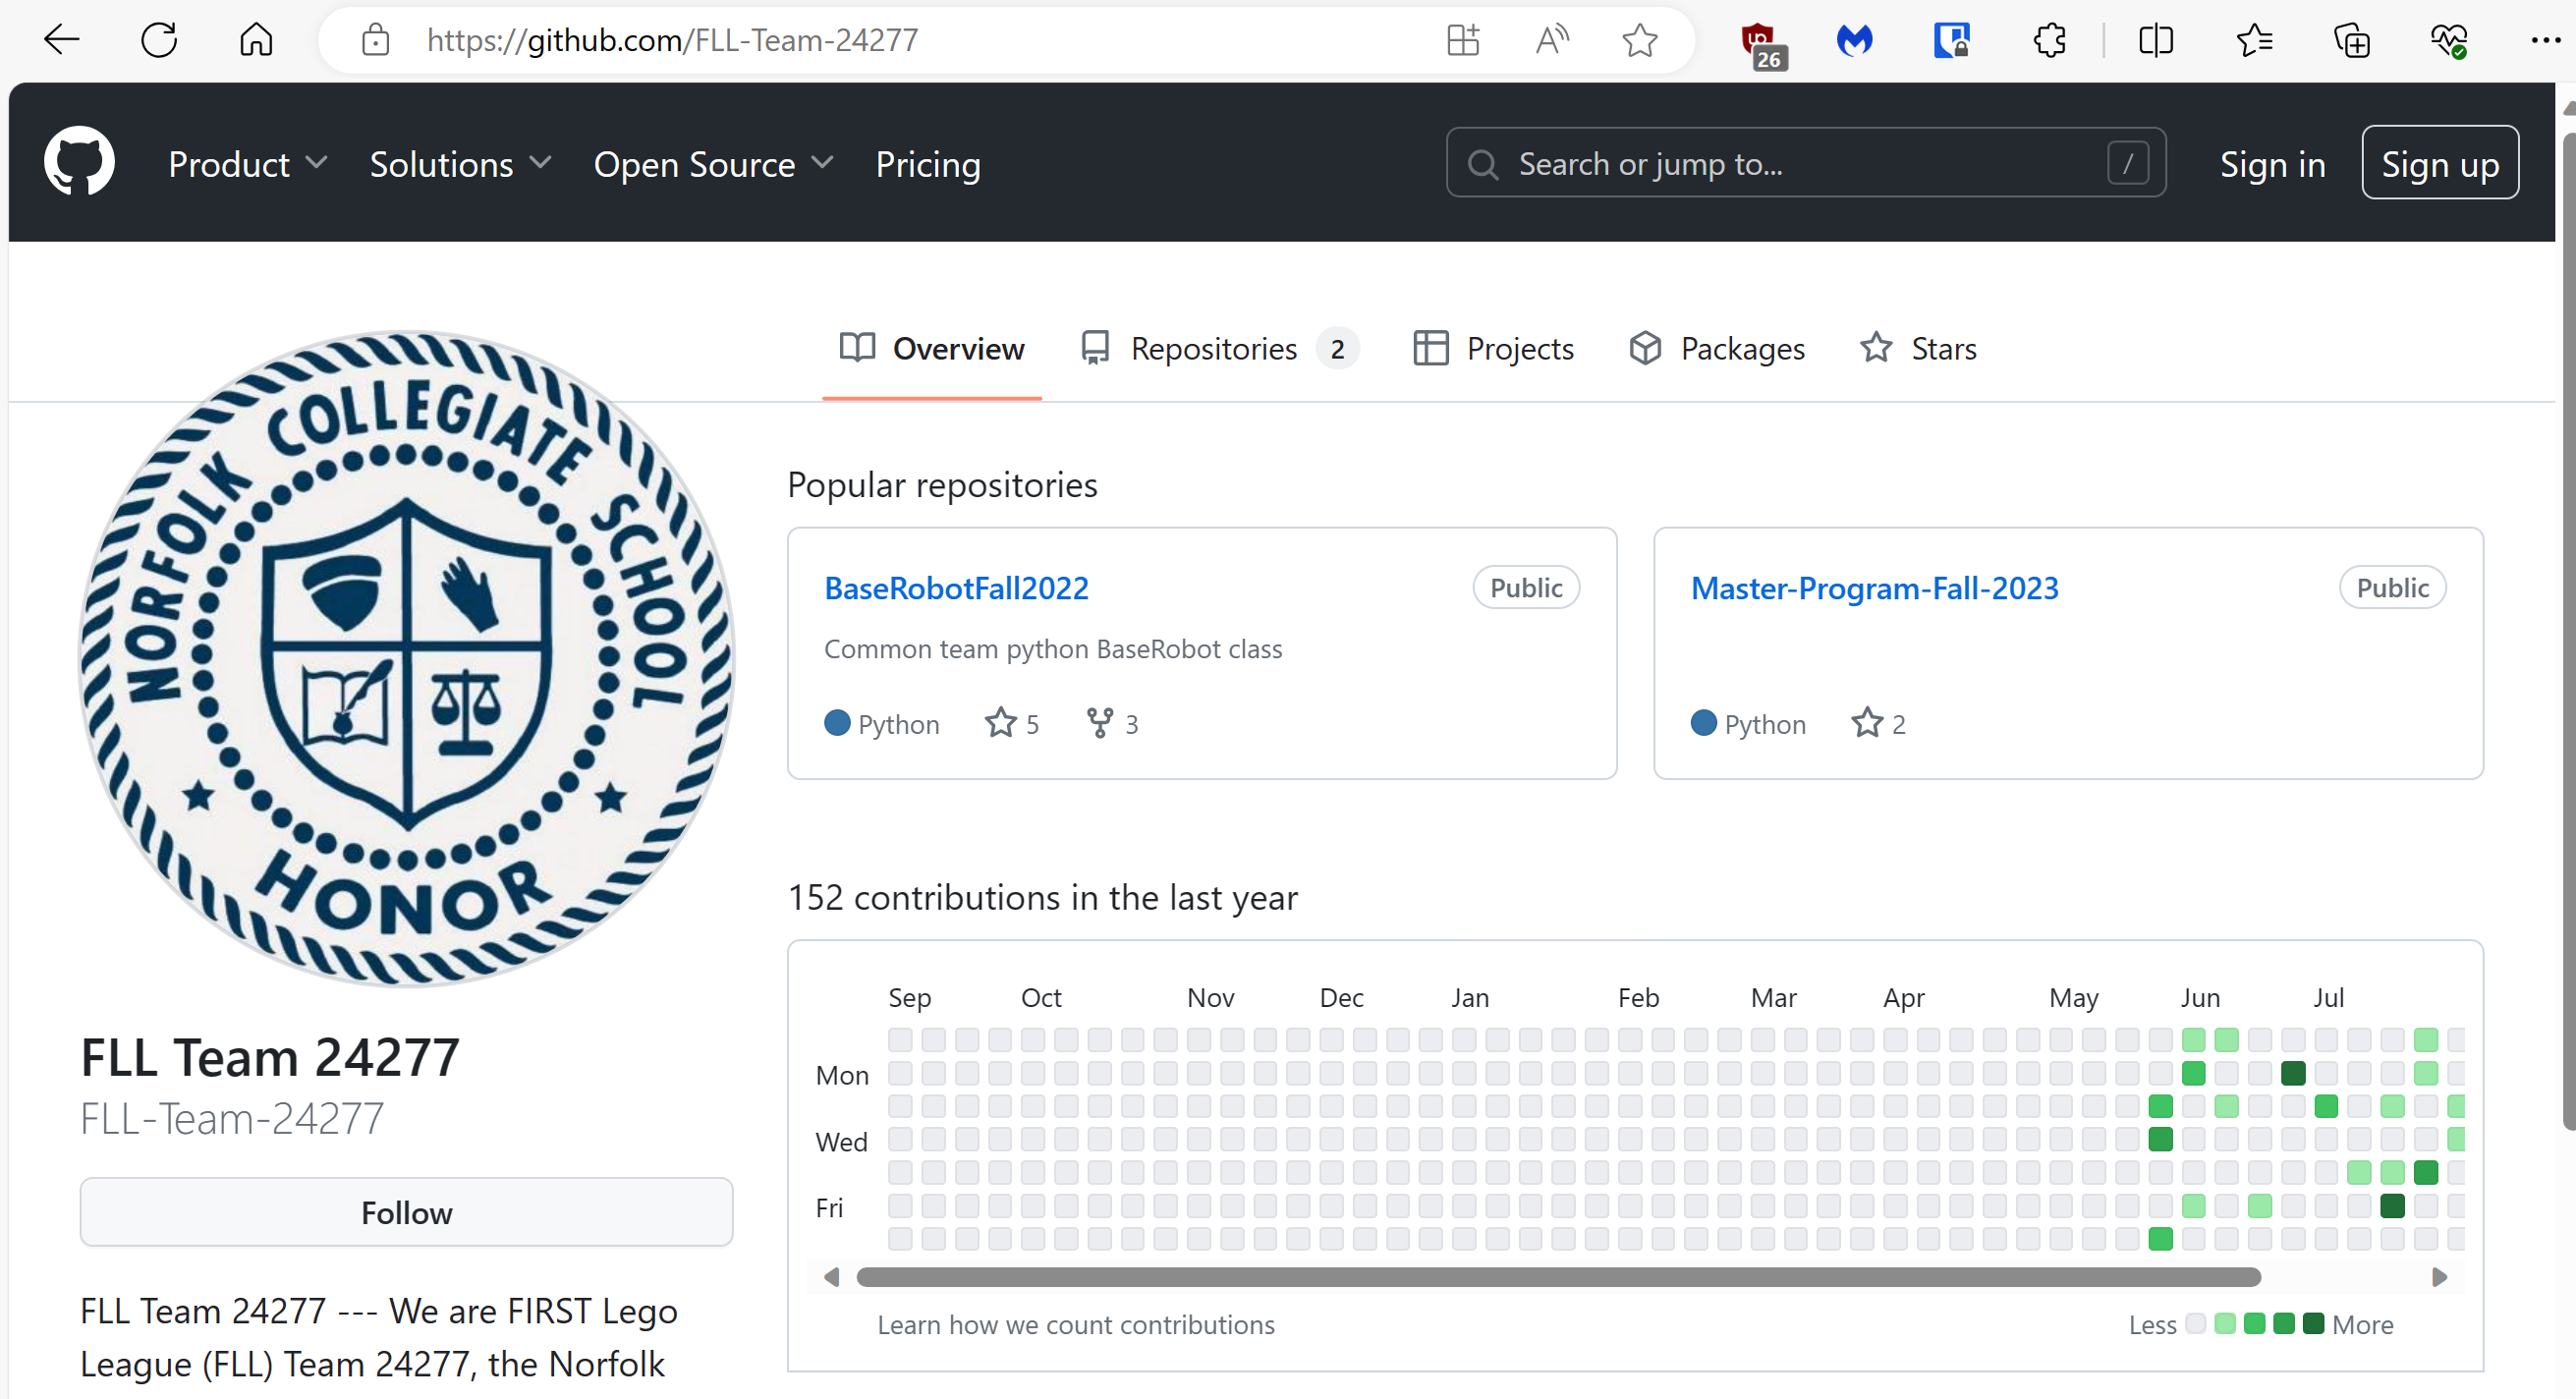 https://github.com/FLL-Team-24277
26
Product Solutions Open Source Pricing Search or jump to... / Sign in Sign up
Overview Repositories 2 Projects Packages Stars
NORFOLK COLLEGIATE SCHOOL
HONOR
FLL Team 24277
FLL-Team-24277
Follow
FLL Team 24277 --- We are FIRST Lego
League (FLL) Team 24277, the Norfolk
Popular repositories
BaseRobotFall2022 Public
Common team python BaseRobot class
Python 5 3
Master-Program-Fall-2023 Public
Python 2
152 contributions in the last year
Sep Oct Nov Dec Jan Feb Mar Apr May Jun Jul
Mon
Wed
Fri
Learn how we count contributions
Less More